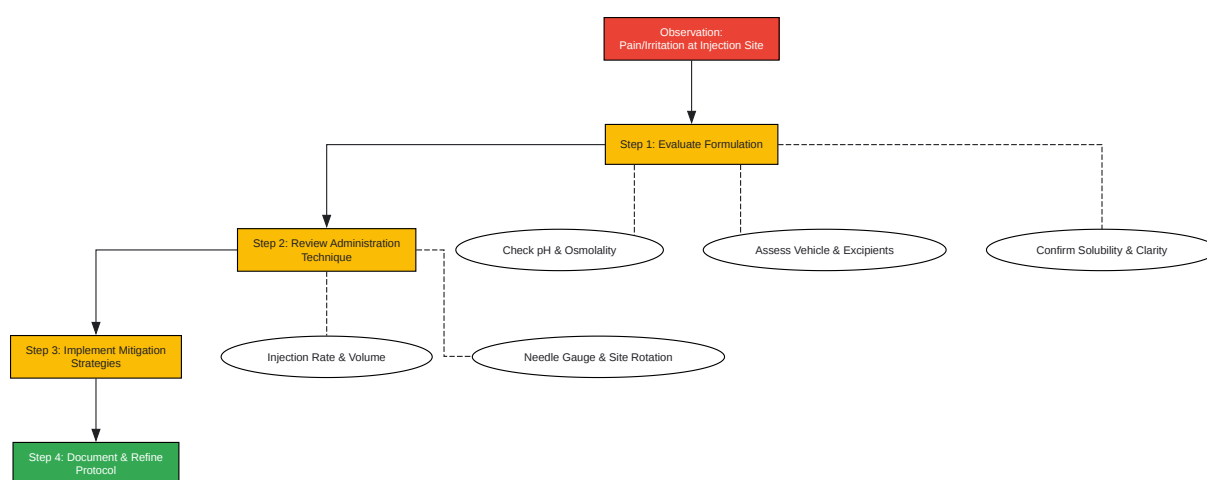 Observation:
Pain/Irritation at Injection Site
Step 1: Evaluate Formulation
Step 2: Review Administration
Technique
Check pH & Osmolality
Assess Vehicle & Excipients
Confirm Solubility & Clarity
Step 3: Implement Mitigation
Strategies
Injection Rate & Volume
Needle Gauge & Site Rotation
Step 4: Document & Refine
Protocol